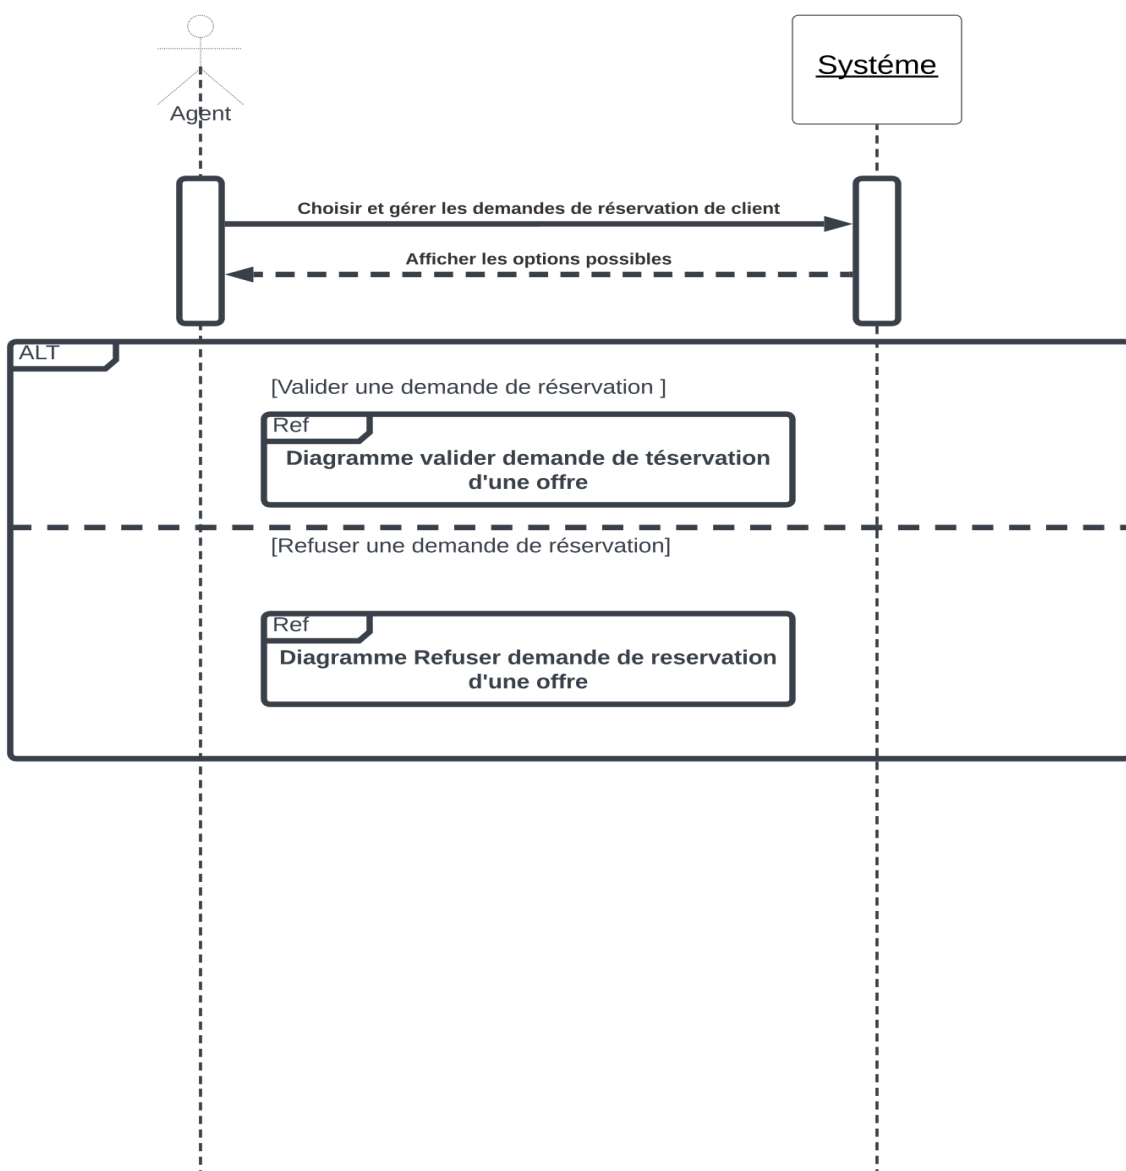 Agent
Systéme
Choisir et gérer les demandes de réservation de client
Afficher les options possibles
ALT
[Valider une demande de réservation ]
Ref
Diagramme valider demande de téservation
d'une offre
[Refuser une demande de réservation]
Ref
Diagramme Refuser demande de reservation
d'une offre